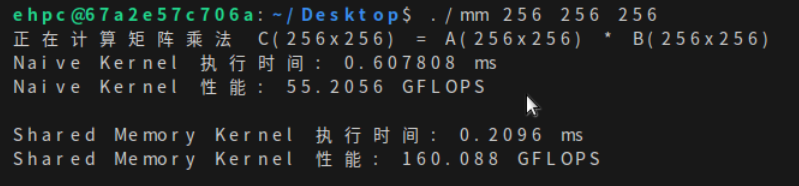 ehpc@67a2e57c706a:~/Desktop$ ./mm 256 256 256
正在计算矩阵乘法 C(256x256) = A(256x256) * B(256x256)
Naive Kernel 执行时间: 0.607808 ms
Naive Kernel 性能: 55.2056 GFLOPS
Shared Memory Kernel 执行时间: 0.2096 ms
Shared Memory Kernel 性能: 160.088 GFLOPS